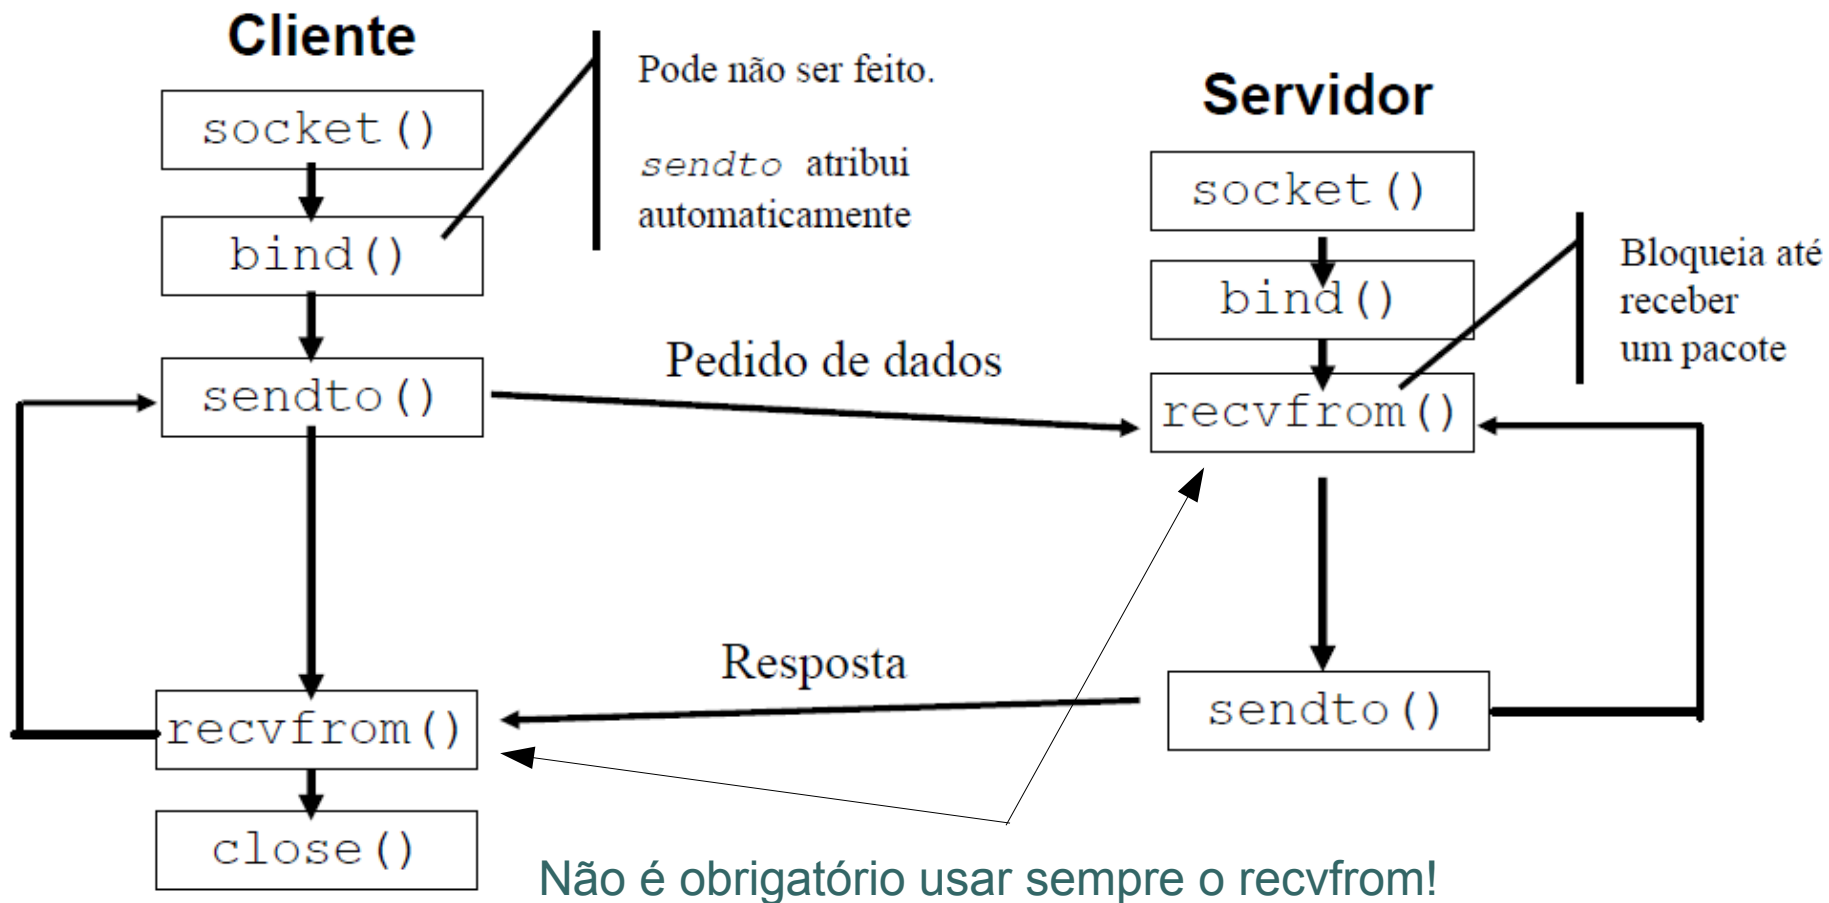 Cliente
socket()
bind()
sendto()
recvfrom()
close()
Pode não ser feito.
sendto atribui
automaticamente
Pedido de dados
Resposta
Servidor
socket()
bind()
recvfrom()
sendto()
Bloqueia até
receber
um pacote
Não é obrigatório usar sempre o recvfrom!